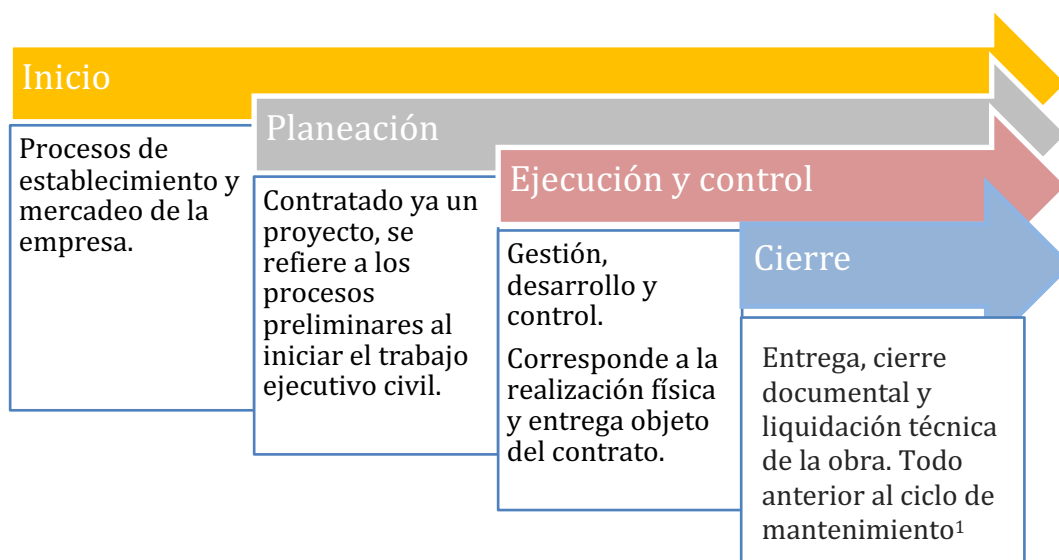 Inicio
Procesos de
establecimiento y
mercadeo de la
empresa.
Planeación
Contratado ya un
proyecto, se
refiere a los
procesos
preliminares al
iniciar el trabajo
ejecutivo civil.
Ejecución y control
Gestión,
desarrollo y
control.
Corresponde a la
realización física
y entrega objeto
del contrato.
Cierre
Entrega, cierre
documental y
liquidación técnica
de la obra. Todo
anterior al ciclo de
mantenimiento¹